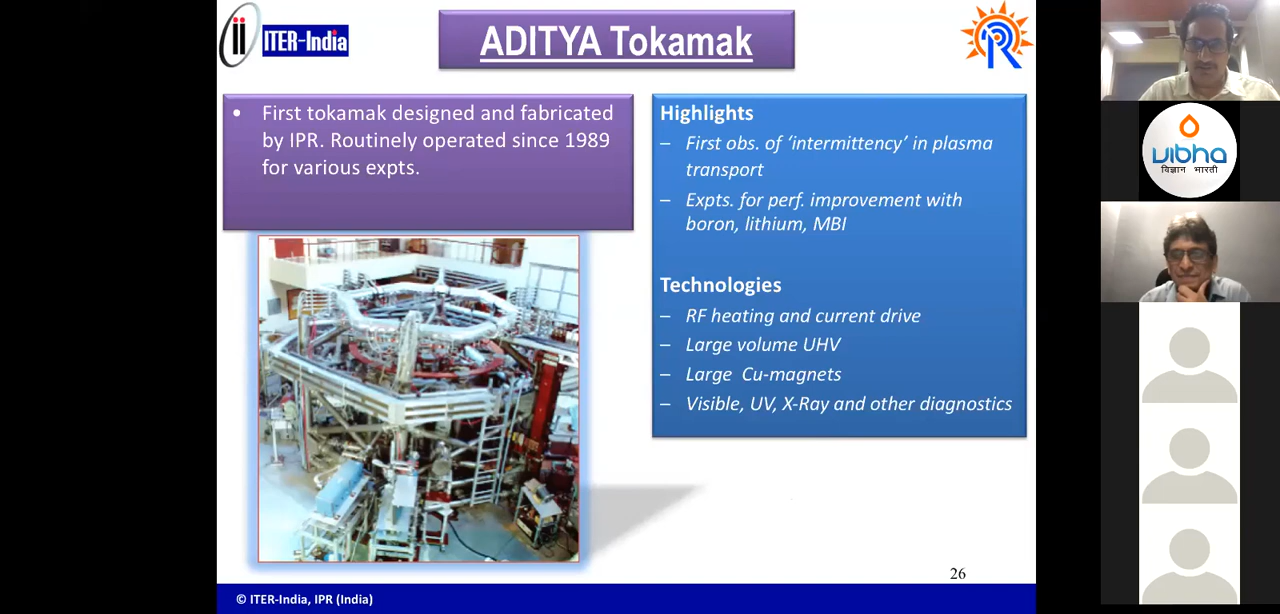 ITER-India
ADITYA Tokamak
• First tokamak designed and fabricated
by IPR. Routinely operated since 1989
for various expts.
Highlights
– First obs. of ‘intermittency’ in plasma
transport
– Expts. for perf. improvement with
boron, lithium, MBI
Technologies
– RF heating and current drive
– Large volume UHV
– Large Cu-magnets
– Visible, UV, X-Ray and other diagnostics
26
© ITER-India, IPR (India)
vibha
विज्ञान भारती